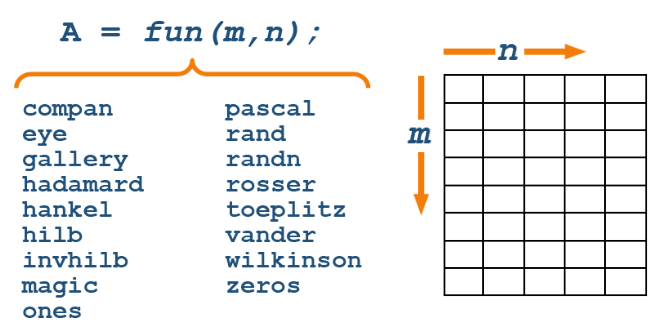 A = fun(m,n);
compan
eye
gallery
hadamard
hankel
hilb
invhilb
magic
ones
pascal
rand
randn
rosser
toeplitz
vander
wilkinson
zeros
n
m